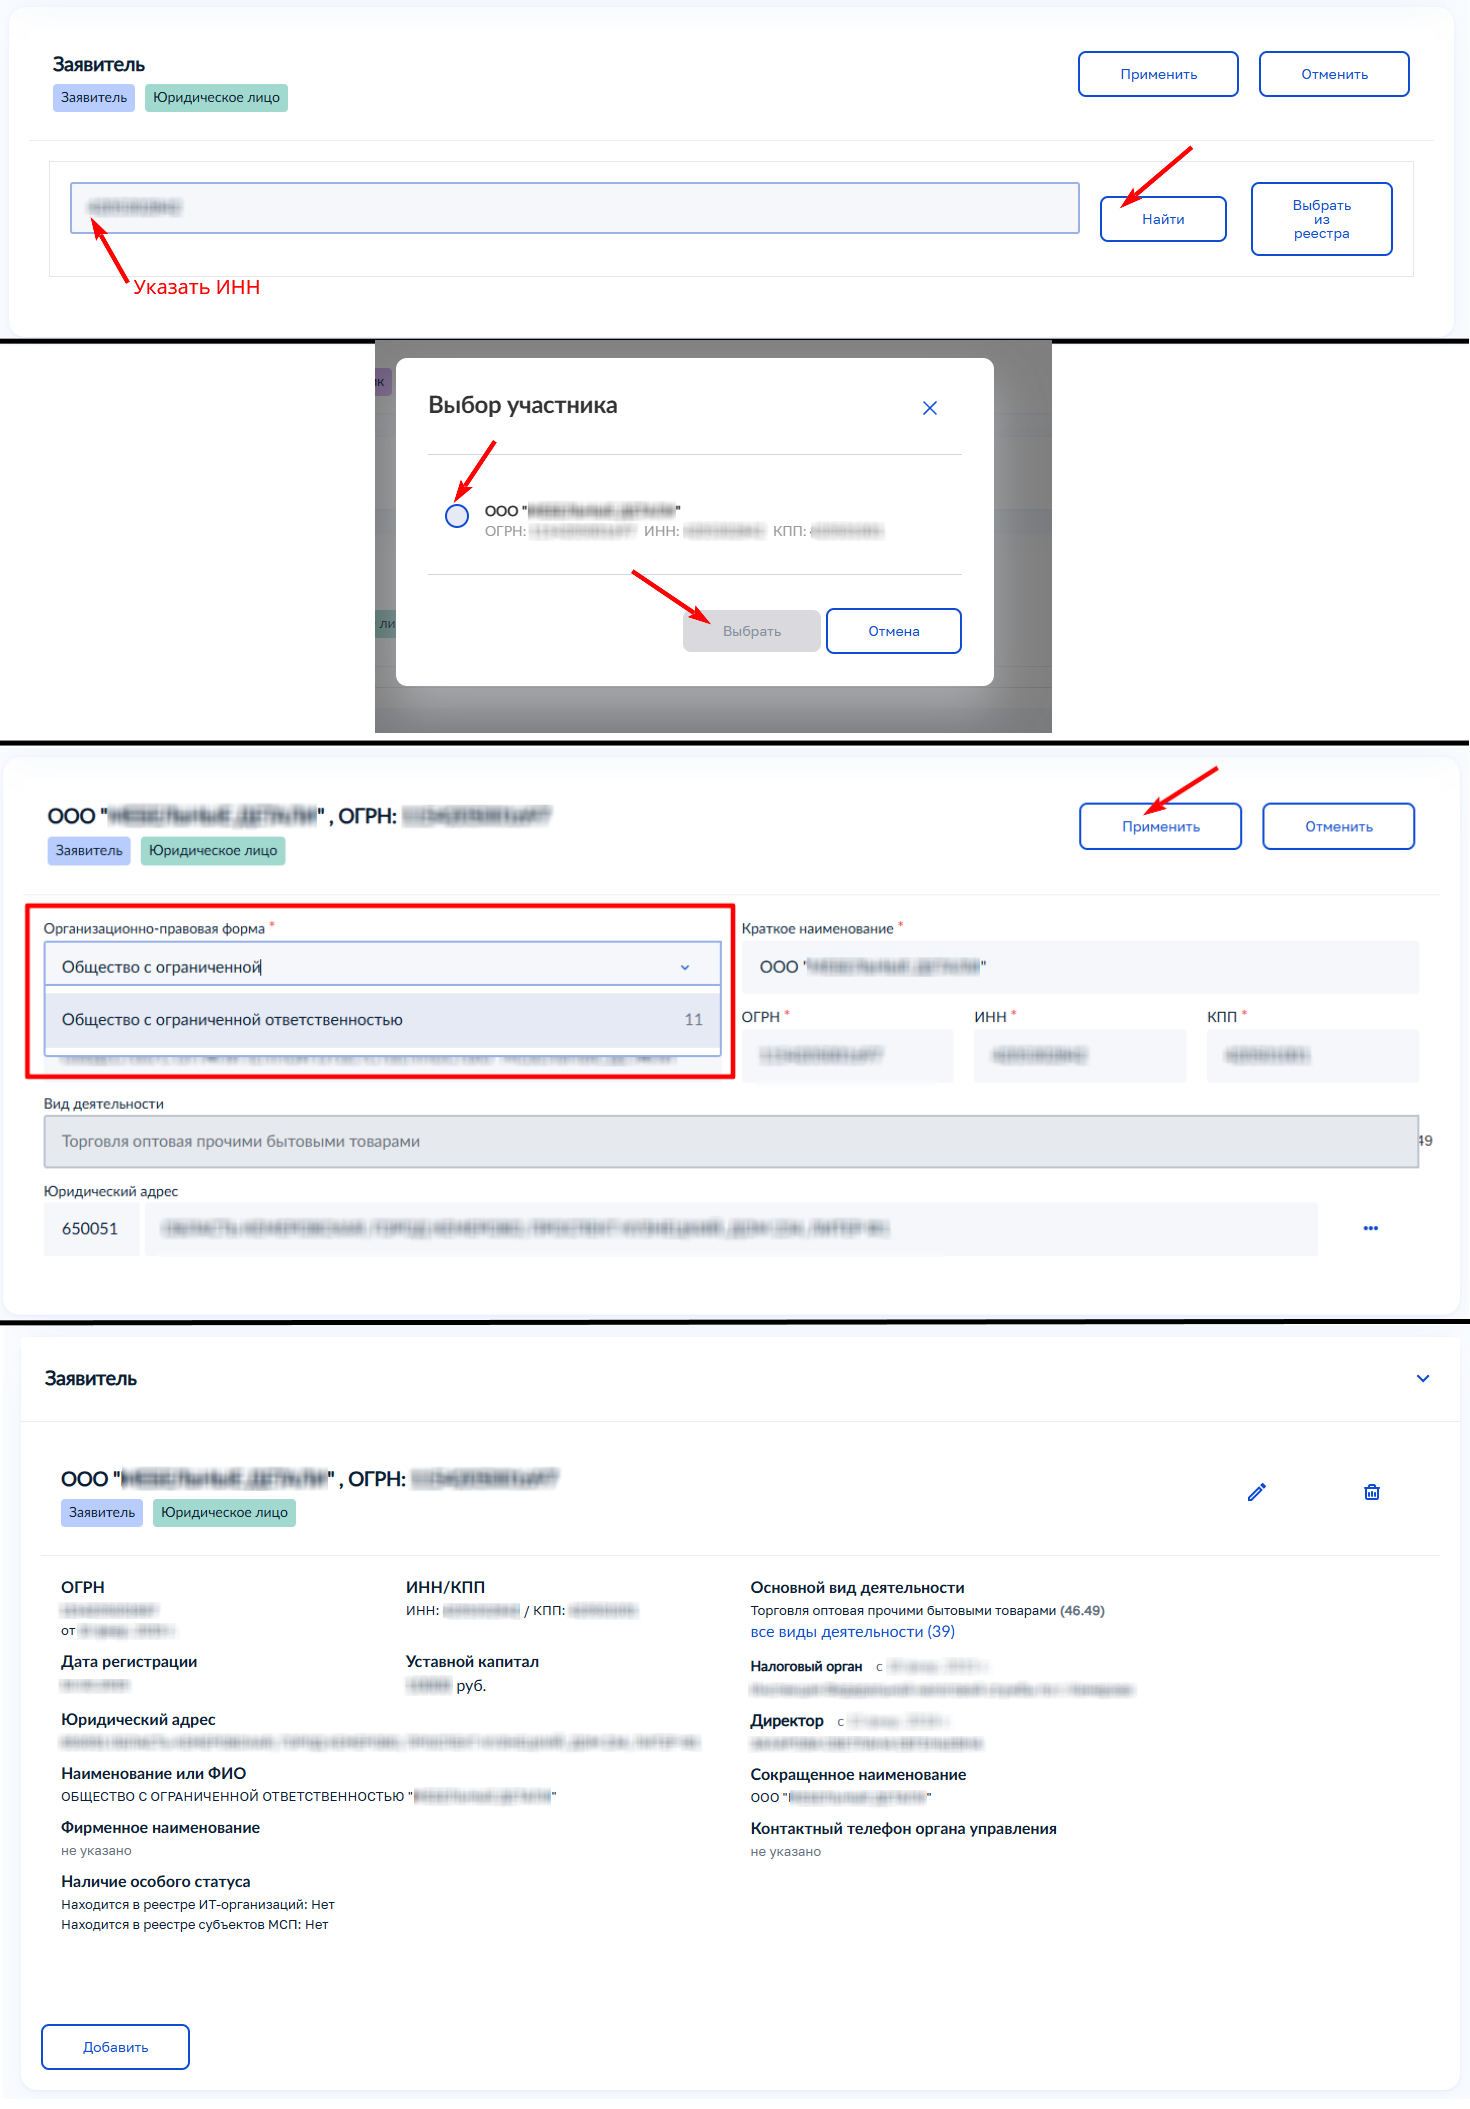 Заявитель
Заявитель Юридическое лицо
Применить Отменить
Найти
Выбрать из реестра
Указать ИНН
ик
Выбор участника
ООО "
ОГРН: ИНН: КПП:
ли
Выбрать Отмена
ООО " " , ОГРН:
Заявитель Юридическое лицо
Применить Отменить
Организационно-правовая форма *
Общество с ограниченной
Общество с ограниченной ответственностью 11
Краткое наименование *
ООО " "
ОГРН * ИНН * КПП *
Вид деятельности
Торговля оптовая прочими бытовыми товарами 49
Юридический адрес
650051
Заявитель
ООО " " , ОГРН:
Заявитель Юридическое лицо
ОГРН
от
ИНН/КПП
ИНН: / КПП:
Основной вид деятельности
Торговля оптовая прочими бытовыми товарами (46.49)
все виды деятельности (39)
Дата регистрации
Уставной капитал
руб.
Налоговый орган с
Юридический адрес
Директор с
Наименование или ФИО
ОБЩЕСТВО С ОГРАНИЧЕННОЙ ОТВЕТСТВЕННОСТЬЮ " "
Сокращенное наименование
ООО " "
Фирменное наименование
не указано
Контактный телефон органа управления
не указано
Наличие особого статуса
Находится в реестре ИТ-организаций: Нет
Находится в реестре субъектов МСП: Нет
Добавить